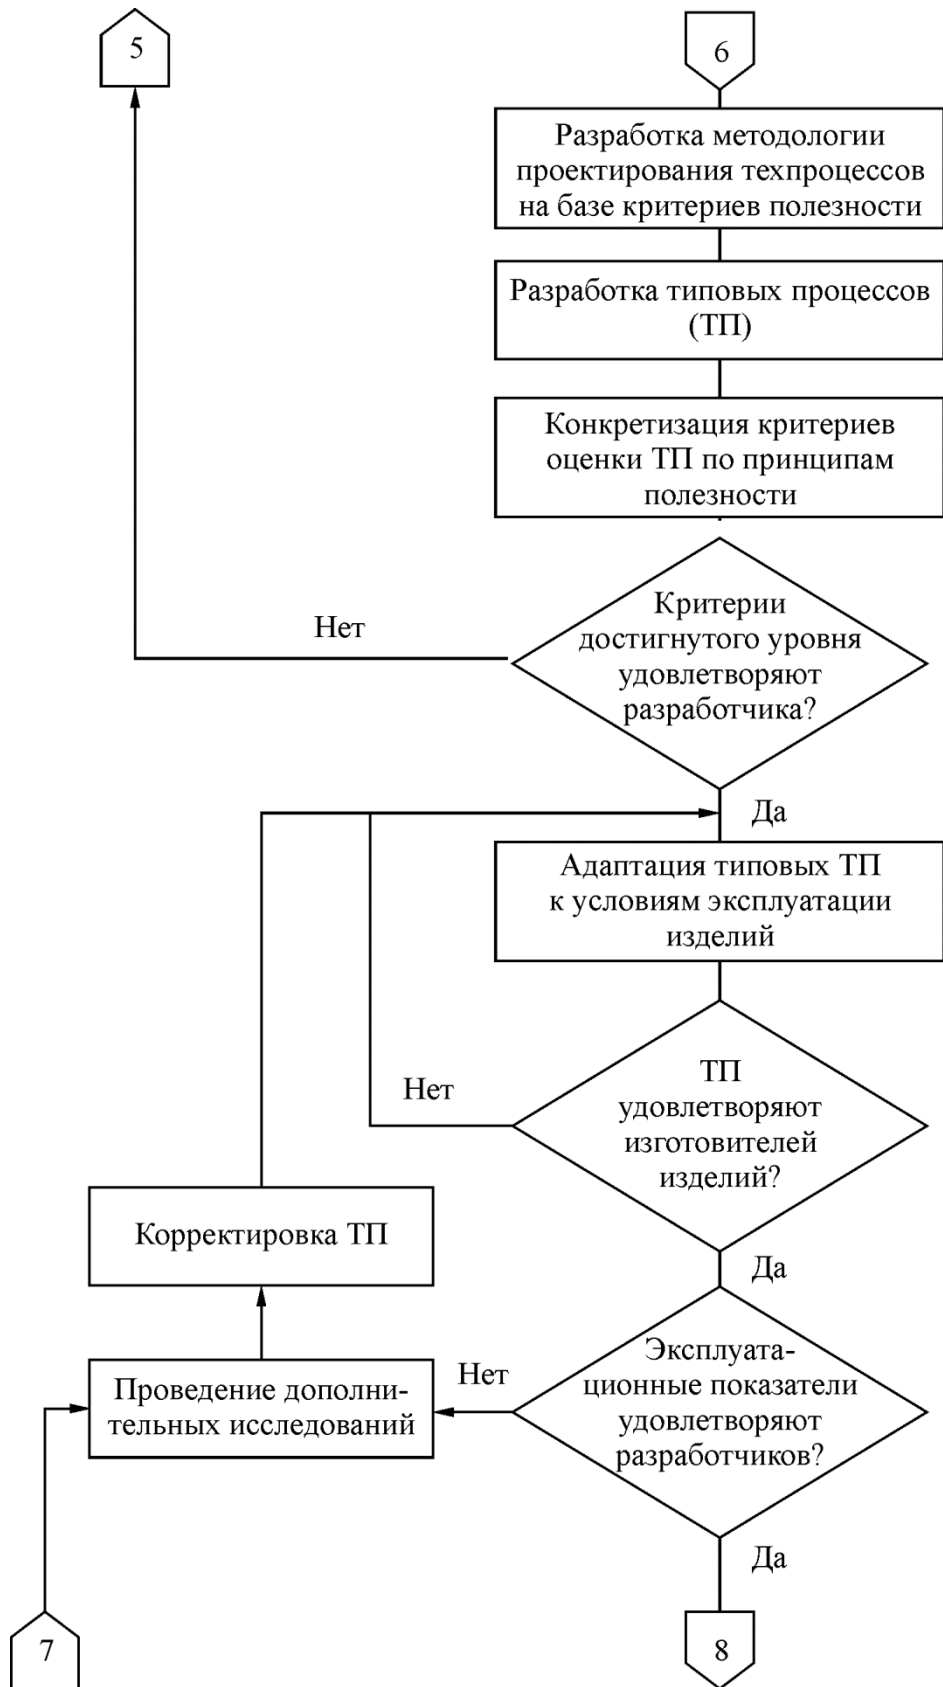 5
6
Разработка методологии
проектирования техпроцессов
на базе критериев полезности
Разработка типовых процессов
(ТП)
Конкретизация критериев
оценки ТП по принципам
полезности
Критерии
достигнутого уровня
удовлетворяют
разработчика?
Нет
Да
Адаптация типовых ТП
к условиям эксплуатации
изделий
ТП
удовлетворяют
изготовителей
изделий?
Нет
Да
Корректировка ТП
Эксплуата-
ционные показатели
удовлетворяют
разработчиков?
Нет
Проведение дополни-
тельных исследований
Да
7
8